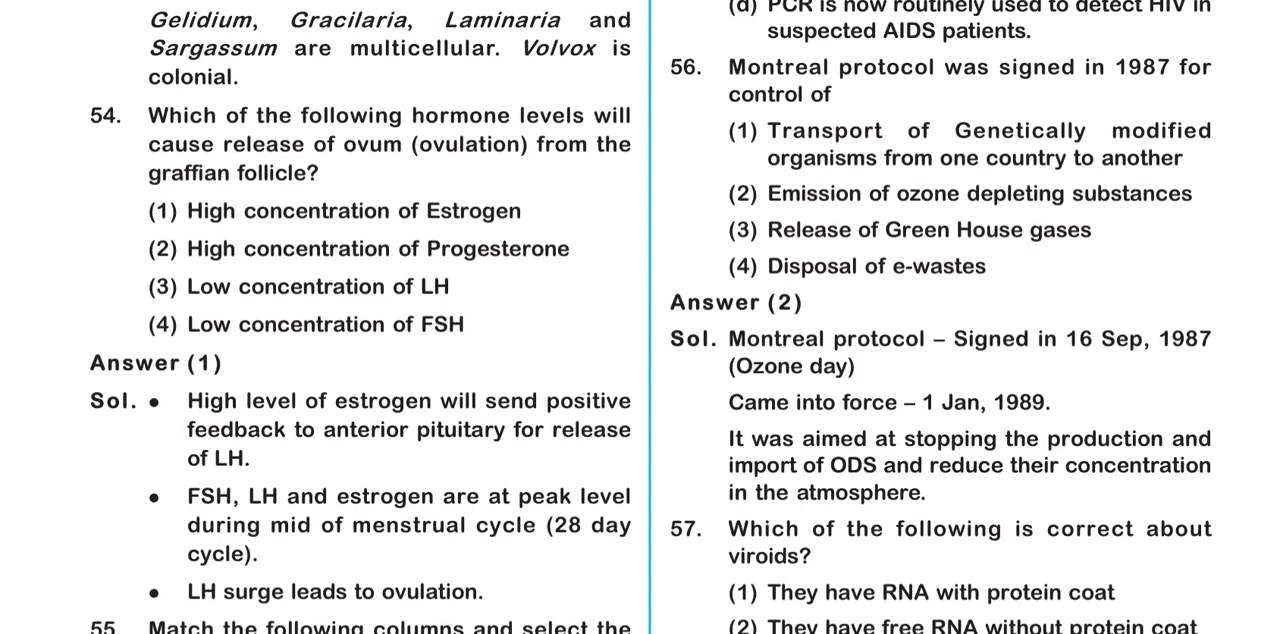 Gelidium, Gracilaria, Laminaria and
Sargassum are multicellular. Volvox is
colonial.
54. Which of the following hormone levels will
cause release of ovum (ovulation) from the
graffian follicle?
(1) High concentration of Estrogen
(2) High concentration of Progesterone
(3) Low concentration of LH
(4) Low concentration of FSH
Answer (1)
Sol. • High level of estrogen will send positive
feedback to anterior pituitary for release
of LH.
• FSH, LH and estrogen are at peak level
during mid of menstrual cycle (28 day
cycle).
• LH surge leads to ovulation.
55. Match the following columns and select the
(d) PCR is now routinely used to detect HIV in
suspected AIDS patients.
56. Montreal protocol was signed in 1987 for
control of
(1) Transport of Genetically modified
organisms from one country to another
(2) Emission of ozone depleting substances
(3) Release of Green House gases
(4) Disposal of e-wastes
Answer (2)
Sol. Montreal protocol – Signed in 16 Sep, 1987
(Ozone day)
Came into force – 1 Jan, 1989.
It was aimed at stopping the production and
import of ODS and reduce their concentration
in the atmosphere.
57. Which of the following is correct about
viroids?
(1) They have RNA with protein coat
(2) They have free RNA without protein coat